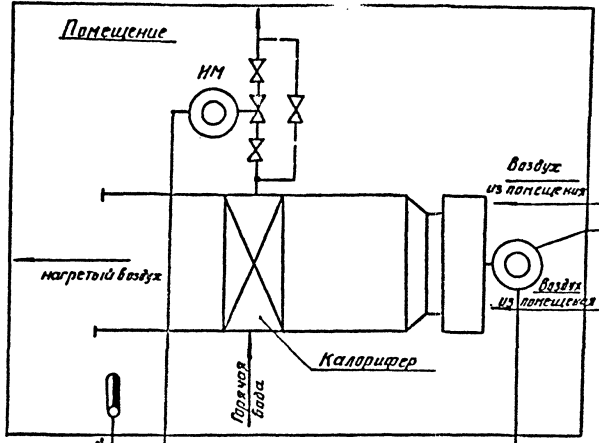 Помещение
ИМ
Воздух
из помещения
нагретый воздух
Воздух
из помещения
Калорифер
Горячая
вода